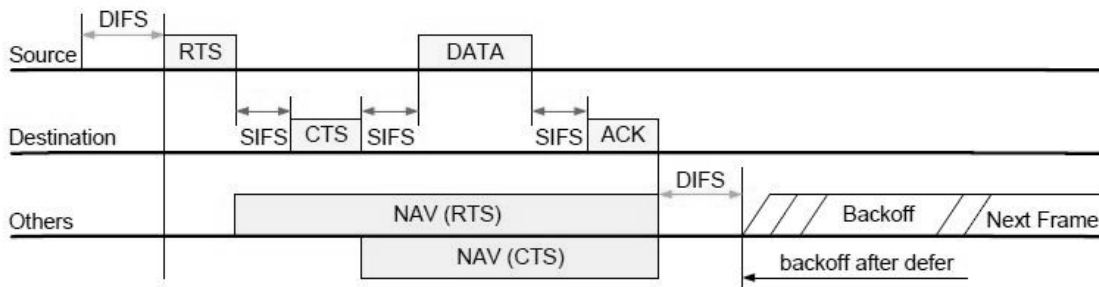 DIFS
Source RTS DATA
Destination SIFS CTS SIFS SIFS ACK
DIFS
Others NAV (RTS) Backoff Next Frame
NAV (CTS) backoff after defer